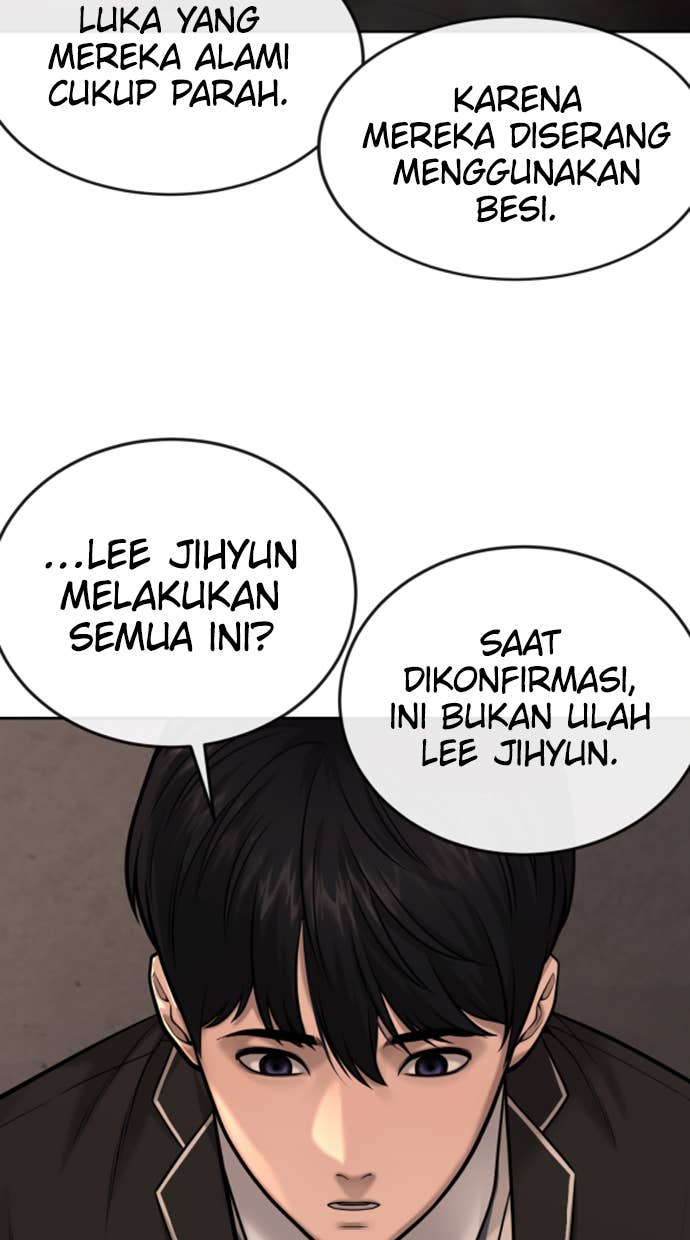 LUKA YANG
MEREKA ALAMI
CUKUP PARAH.
KARENA
MEREKA DISERANG
MENGGUNAKAN
BESI.
...LEE JIHYUN
MELAKUKAN
SEMUA INI?
SAAT
DIKONFIRMASI,
INI BUKAN ULAH
LEE JIHYUN.